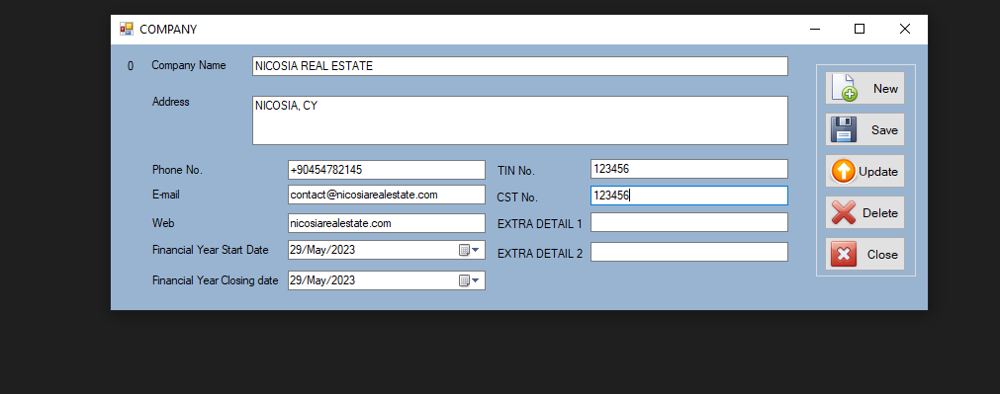 COMPANY
0 Company Name NICOSIA REAL ESTATE
Address NICOSIA, CY
Phone No. +90454782145 TIN No. 123456
E-mail contact@nicosiarealestate.com CST No. 123456
Web nicosiarealestate.com EXTRA DETAIL 1
Financial Year Start Date 29/May/2023 EXTRA DETAIL 2
Financial Year Closing date 29/May/2023
New
Save
Update
Delete
Close